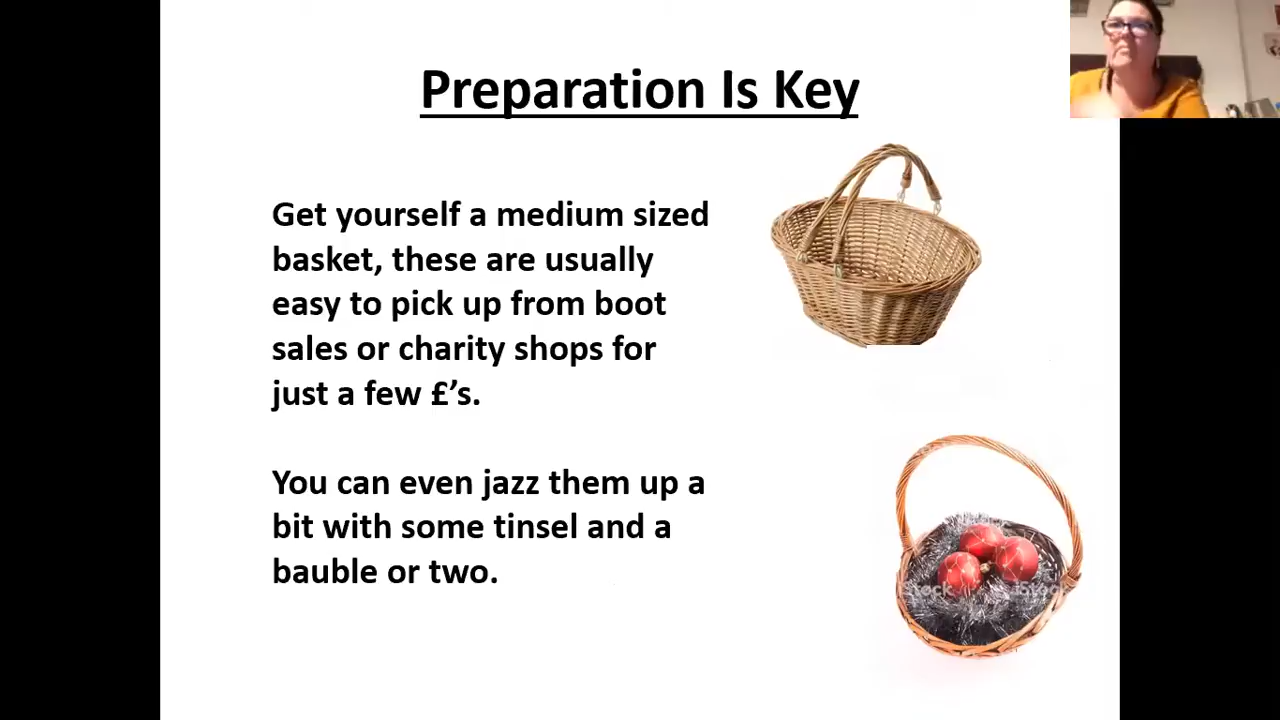 Preparation Is Key
Get yourself a medium sized
basket, these are usually
easy to pick up from boot
sales or charity shops for
just a few £’s.
You can even jazz them up a
bit with some tinsel and a
bauble or two.
iStock
iStock